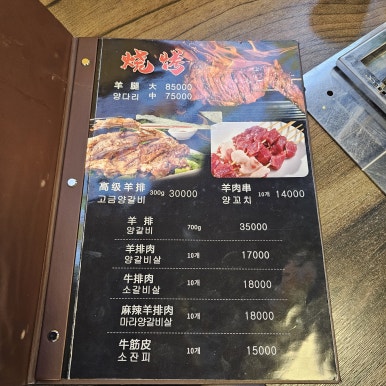 烧烤
羊 腿 大 85000
양다리 中 75000
高级羊排 300g 30000
고급양갈비
羊肉串 10개 14000
양꼬치
羊 排 700g 35000
양갈비
羊排肉 10개 17000
양갈비살
牛排肉 10개 18000
소갈비살
麻辣羊排肉 10개 18000
마리양갈비살
牛筋皮 10개 15000
소잔피